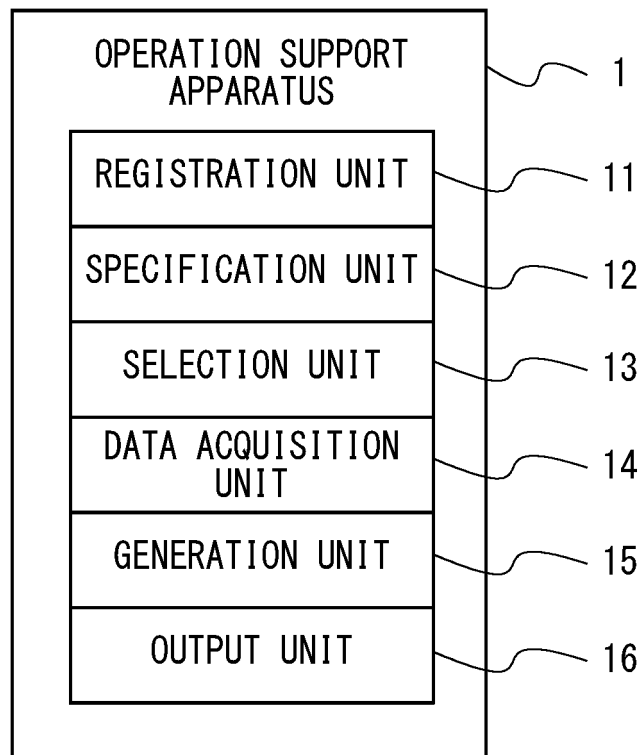 OPERATION SUPPORT
APPARATUS
1
REGISTRATION UNIT
11
SPECIFICATION UNIT
12
SELECTION UNIT
13
DATA ACQUISITION
UNIT
14
GENERATION UNIT
15
OUTPUT UNIT
16